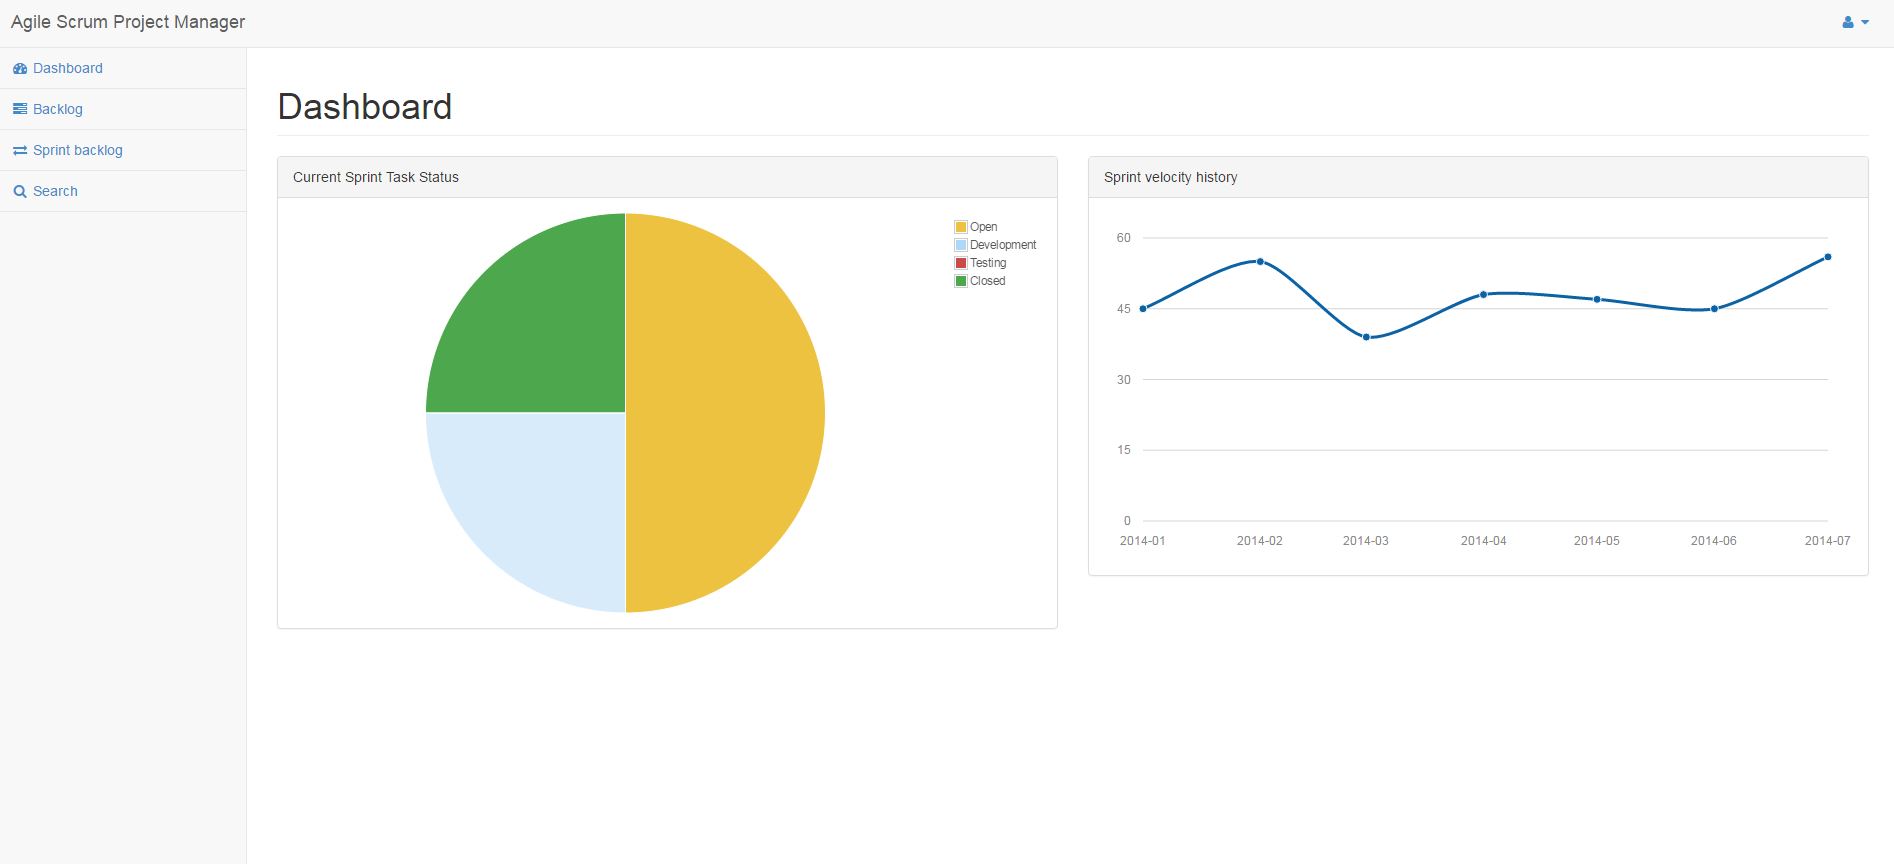 Agile Scrum Project Manager
Dashboard
Backlog
Sprint backlog
Search
Dashboard
Current Sprint Task Status
Open
Development
Testing
Closed
Sprint velocity history
60
45
30
15
0
2014-01 2014-02 2014-03 2014-04 2014-05 2014-06 2014-07